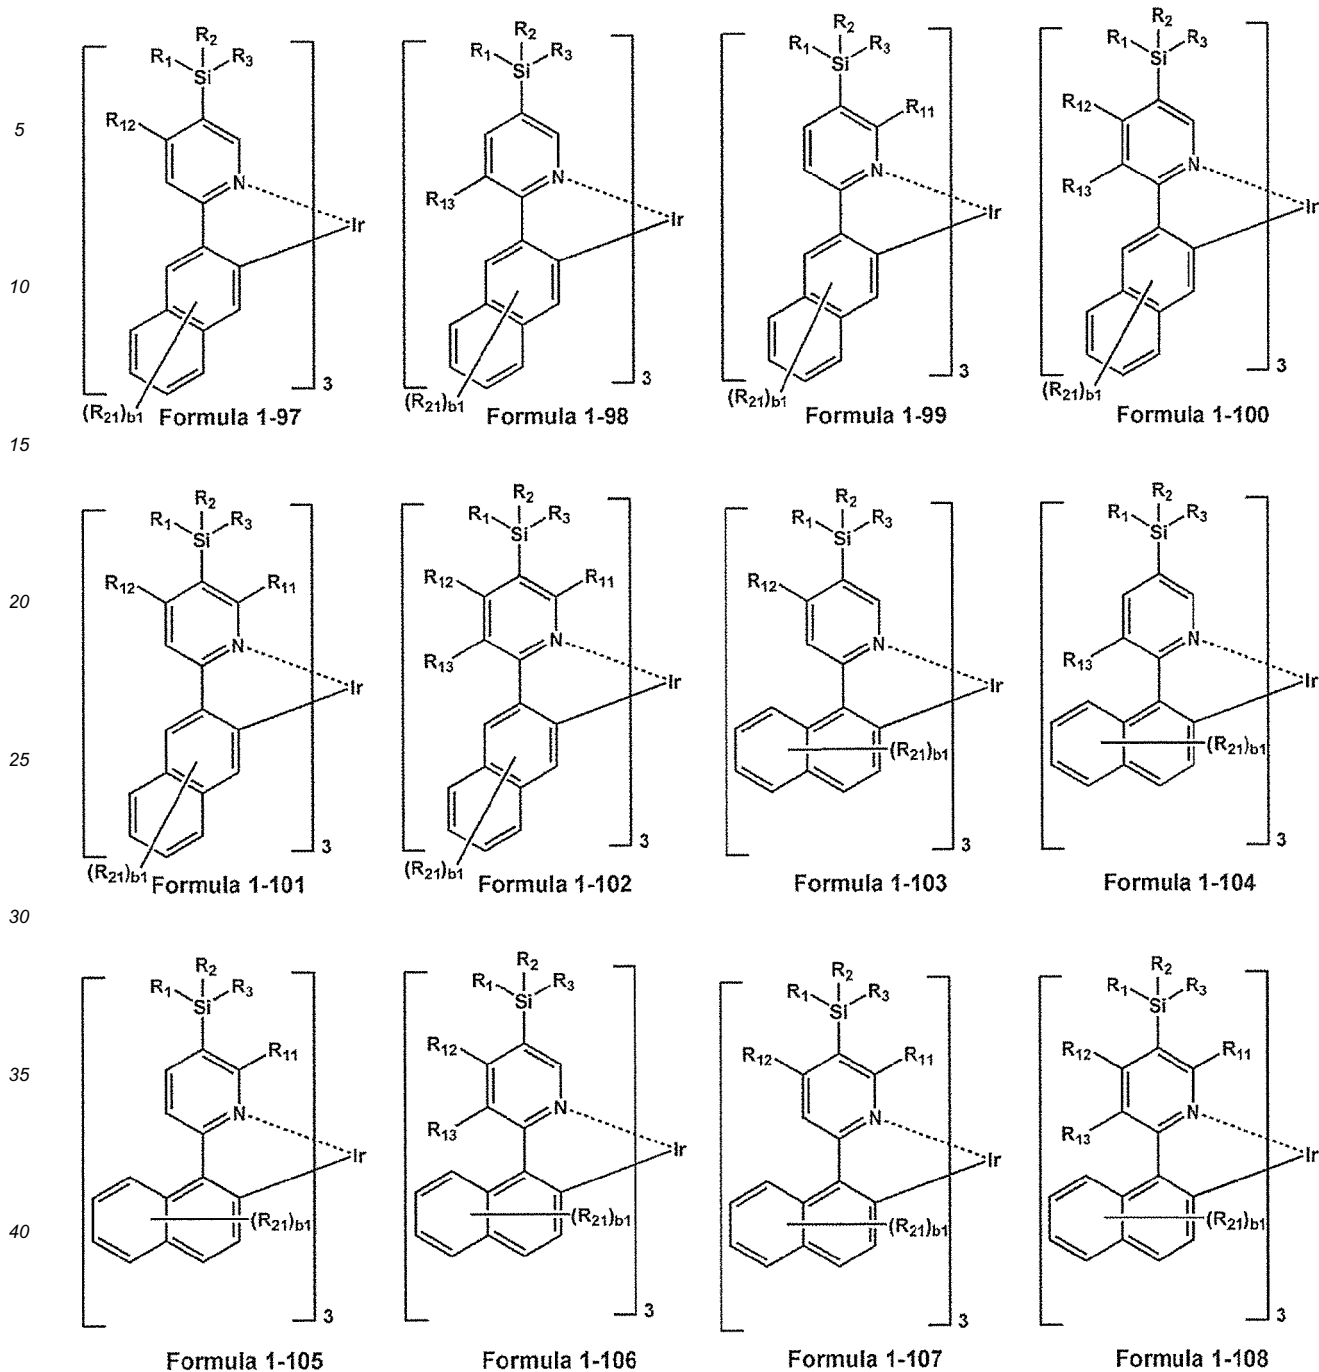 R2 R2 R2 R2
R1 R3 R1 R3 R1 R3 R1 R3
Si Si Si Si
5 R12 R11 R12
N N N N
R13 R13
Ir Ir Ir Ir
10
3 3 3 3
(R21)b1 (R21)b1 (R21)b1 (R21)b1
Formula 1-97 Formula 1-98 Formula 1-99 Formula 1-100
15
R2 R2 R2 R2
R1 R3 R1 R3 R1 R3 R1 R3
Si Si Si Si
20 R12 R11 R12 R11 R12
N N N N
R13 R13
Ir Ir Ir Ir
25 (R21)b1 (R21)b1
3 3 3 3
(R21)b1 (R21)b1
Formula 1-101 Formula 1-102 Formula 1-103 Formula 1-104
30
R2 R2 R2 R2
R1 R3 R1 R3 R1 R3 R1 R3
Si Si Si Si
35 R11 R12 R12 R11 R12 R11
N N N N
R13 R13
Ir Ir Ir Ir
40 (R21)b1 (R21)b1 (R21)b1 (R21)b1
3 3 3 3
Formula 1-105 Formula 1-106 Formula 1-107 Formula 1-108